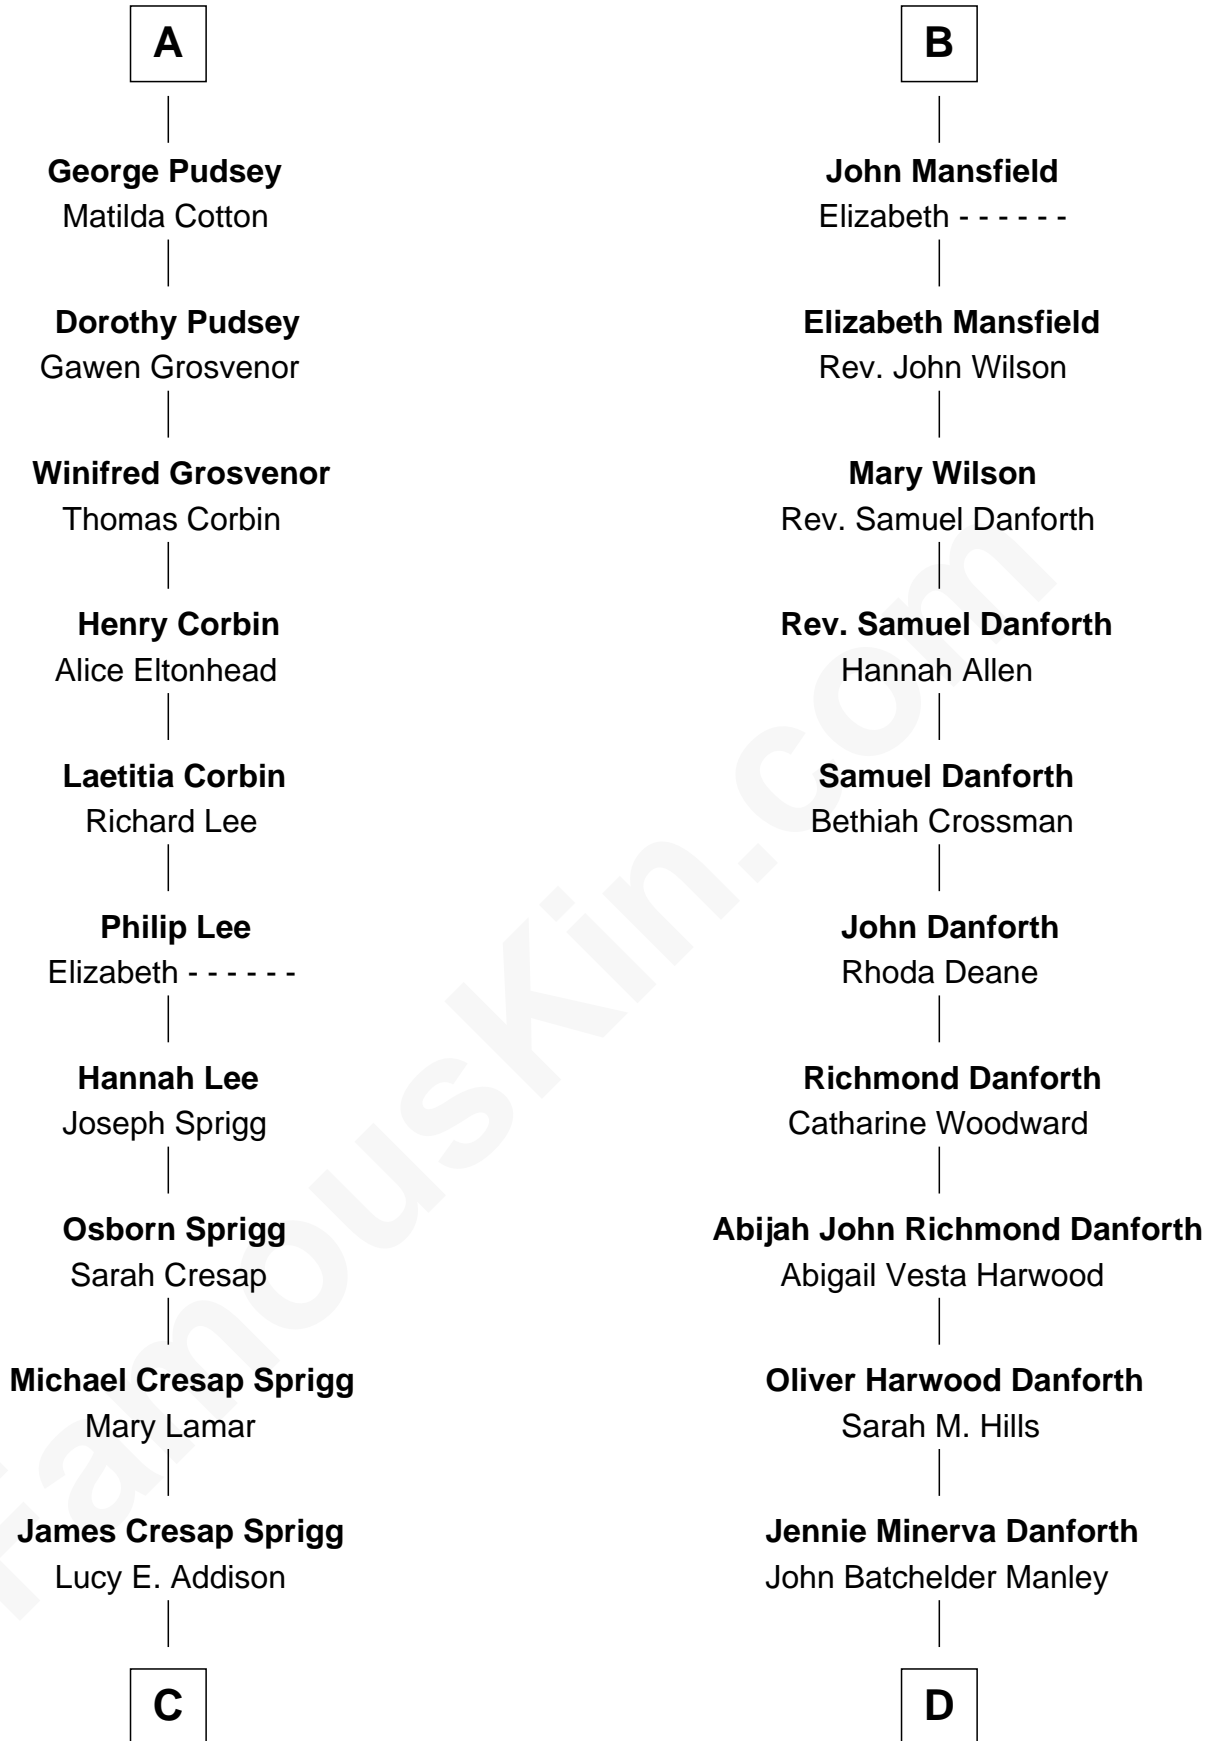 A
George Pudsey
Matilda Cotton
Dorothy Pudsey
Gawen Grosvenor
Winifred Grosvenor
Thomas Corbin
Henry Corbin
Alice Eltonhead
Laetitia Corbin
Richard Lee
Philip Lee
Elizabeth - - - - - -
Hannah Lee
Joseph Sprigg
Osborn Sprigg
Sarah Cresap
Michael Cresap Sprigg
Mary Lamar
James Cresap Sprigg
Lucy E. Addison
C
B
John Mansfield
Elizabeth - - - - - -
Elizabeth Mansfield
Rev. John Wilson
Mary Wilson
Rev. Samuel Danforth
Rev. Samuel Danforth
Hannah Allen
Samuel Danforth
Bethiah Crossman
John Danforth
Rhoda Deane
Richmond Danforth
Catharine Woodward
Abijah John Richmond Danforth
Abigail Vesta Harwood
Oliver Harwood Danforth
Sarah M. Hills
Jennie Minerva Danforth
John Batchelder Manley
D
FamousKin.com